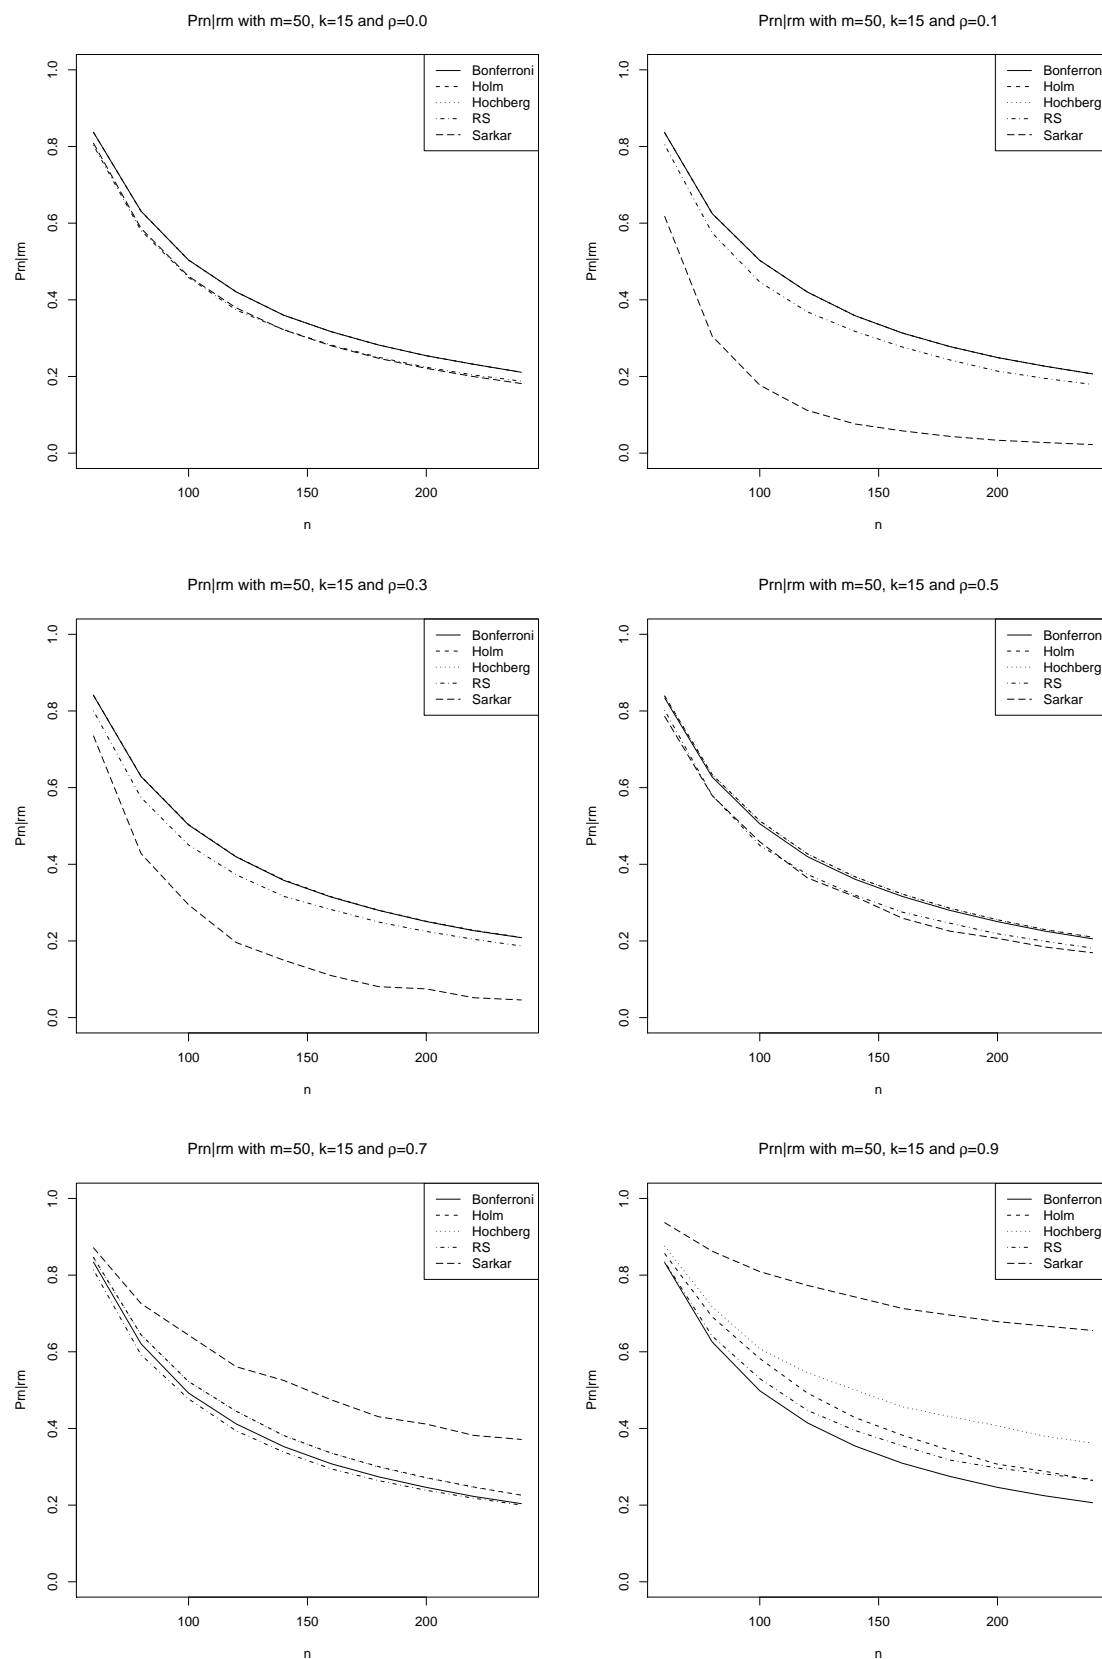 Prn|rm with m=50, k=15 and ρ=0.0
Bonferroni
Holm
Hochberg
RS
Sarkar
1.0
0.8
0.6
0.4
0.2
0.0
Prn|rm
100
150
200
n
Prn|rm with m=50, k=15 and ρ=0.1
Bonferron
Holm
Hochberg
RS
Sarkar
1.0
0.8
0.6
0.4
0.2
0.0
Prn|rm
100
150
200
n
Prn|rm with m=50, k=15 and ρ=0.3
Bonferroni
Holm
Hochberg
RS
Sarkar
1.0
0.8
0.6
0.4
0.2
0.0
Prn|rm
100
150
200
n
Prn|rm with m=50, k=15 and ρ=0.5
Bonferron
Holm
Hochberg
RS
Sarkar
1.0
0.8
0.6
0.4
0.2
0.0
Prn|rm
100
150
200
n
Prn|rm with m=50, k=15 and ρ=0.7
Bonferroni
Holm
Hochberg
RS
Sarkar
1.0
0.8
0.6
0.4
0.2
0.0
Prn|rm
100
150
200
n
Prn|rm with m=50, k=15 and ρ=0.9
Bonferron
Holm
Hochberg
RS
Sarkar
1.0
0.8
0.6
0.4
0.2
0.0
Prn|rm
100
150
200
n